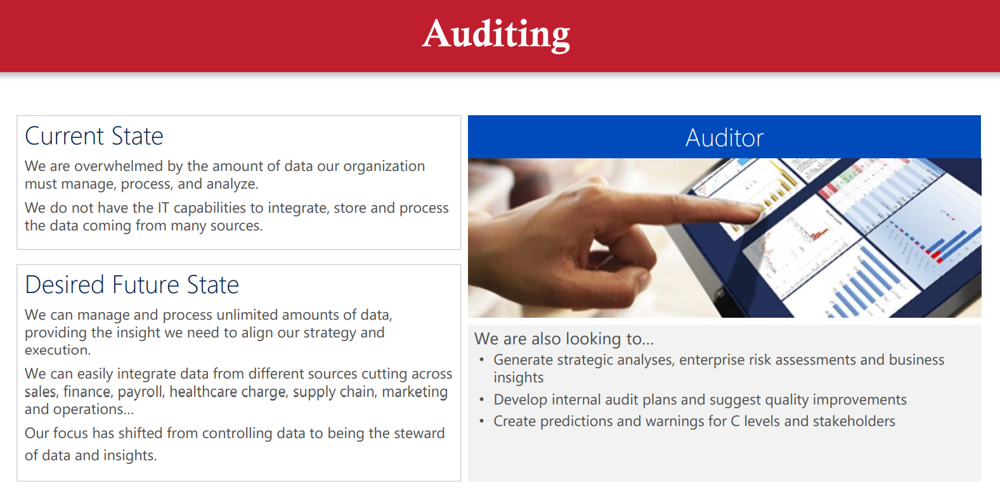 Auditing
Current State
We are overwhelmed by the amount of data our organization
must manage, process, and analyze.
We do not have the IT capabilities to integrate, store and process
the data coming from many sources.
Desired Future State
We can manage and process unlimited amounts of data,
providing the insight we need to align our strategy and
execution.
We can easily integrate data from different sources cutting across
sales, finance, payroll, healthcare charge, supply chain, marketing
and operations...
Our focus has shifted from controlling data to being the steward
of data and insights.
Auditor
We are also looking to...
• Generate strategic analyses, enterprise risk assessments and business
insights
• Develop internal audit plans and suggest quality improvements
• Create predictions and warnings for C levels and stakeholders